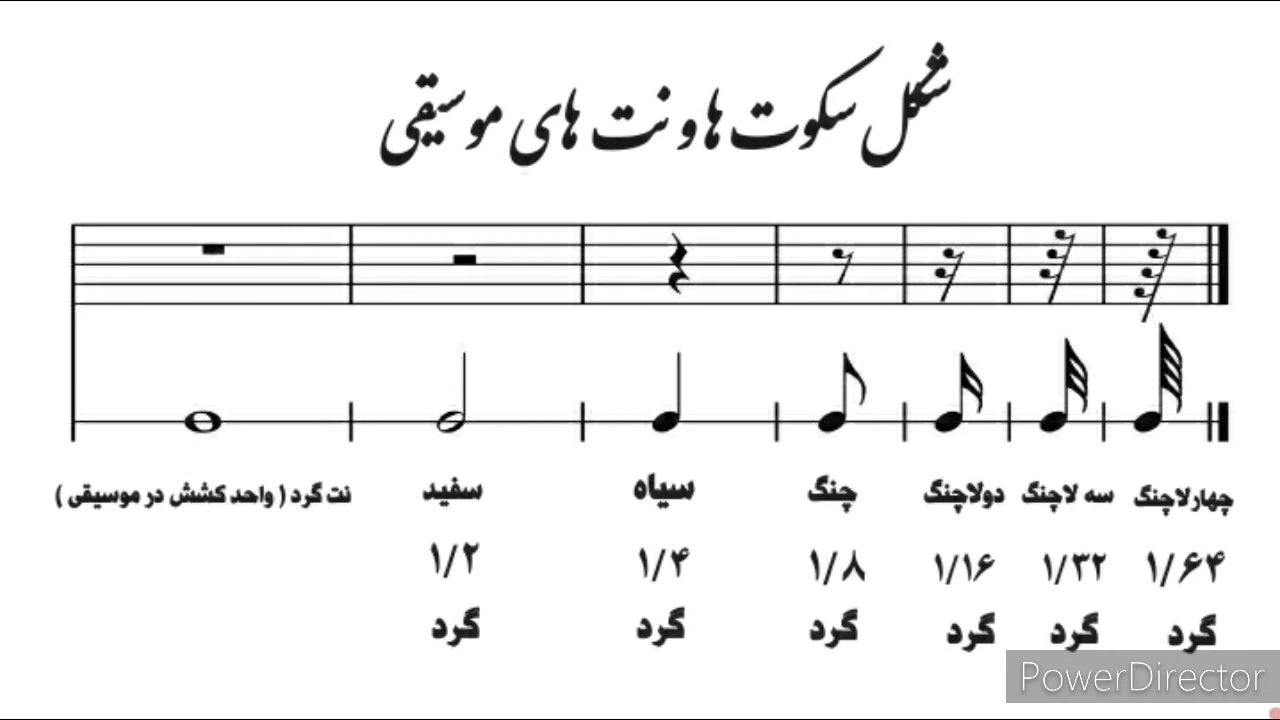 شکل سکوت ها و نت های موسیقی
نت گرد ( واحد کشش در موسیقی ) سفید سیاه چنگ دولاچنگ سه لاچنگ چهارلاچنگ
۱/۲ ۱/۴ ۱/۸ ۱/۱۶ ۱/۳۲ ۱/۶۴
گرد گرد گرد گرد گرد گرد
PowerDirector